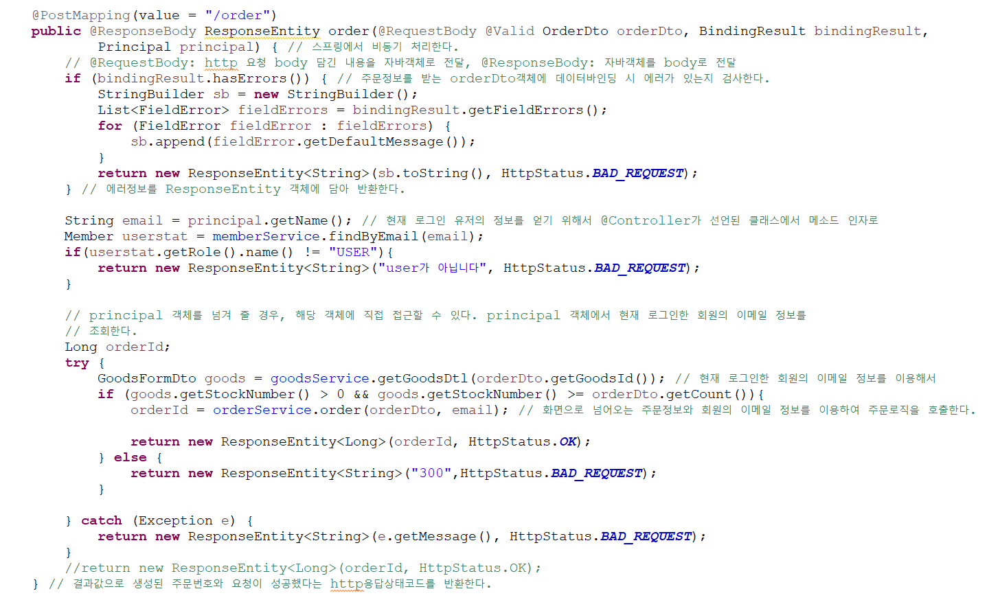 @PostMapping(value = "/order")
public @ResponseBody ResponseEntity order(@RequestBody @Valid OrderDto orderDto, BindingResult bindingResult,
        Principal principal) { // 스프링에서 비동기 처리한다.
    // @RequestBody: http 요청 body 담긴 내용을 자바객체로 전달, @ResponseBody: 자바객체를 body로 전달
    if (bindingResult.hasErrors()) { // 주문정보를 받는 orderDto객체에 데이터바인딩 시 에러가 있는지 검사한다.
        StringBuilder sb = new StringBuilder();
        List<FieldError> fieldErrors = bindingResult.getFieldErrors();
        for (FieldError fieldError : fieldErrors) {
            sb.append(fieldError.getDefaultMessage());
        }
        return new ResponseEntity<String>(sb.toString(), HttpStatus.BAD_REQUEST);
    } // 에러정보를 ResponseEntity 객체에 담아 반환한다.

    String email = principal.getName(); // 현재 로그인 유저의 정보를 얻기 위해서 @Controller가 선언된 클래스에서 메소드 인자로
    Member userstat = memberService.findByEmail(email);
    if(userstat.getRole().name() != "USER"){
        return new ResponseEntity<String>("user가 아닙니다", HttpStatus.BAD_REQUEST);
    }

    // principal 객체를 넘겨 줄 경우, 해당 객체에 직접 접근할 수 있다. principal 객체에서 현재 로그인한 회원의 이메일 정보를
    // 조회한다.
    Long orderId;
    try {
        GoodsFormDto goods = goodsService.getGoodsDtl(orderDto.getGoodsId()); // 현재 로그인한 회원의 이메일 정보를 이용해서
        if (goods.getStockNumber() > 0 && goods.getStockNumber() >= orderDto.getCount()){
            orderId = orderService.order(orderDto, email); // 화면으로 넘어오는 주문정보와 회원의 이메일 정보를 이용하여 주문로직을 호출한다.

            return new ResponseEntity<Long>(orderId, HttpStatus.OK);
        } else {
            return new ResponseEntity<String>("300",HttpStatus.BAD_REQUEST);
        }

    } catch (Exception e) {
        return new ResponseEntity<String>(e.getMessage(), HttpStatus.BAD_REQUEST);
    }
    //return new ResponseEntity<Long>(orderId, HttpStatus.OK);
} // 결과값으로 생성된 주문번호와 요청이 성공했다는 http응답상태코드를 반환한다.